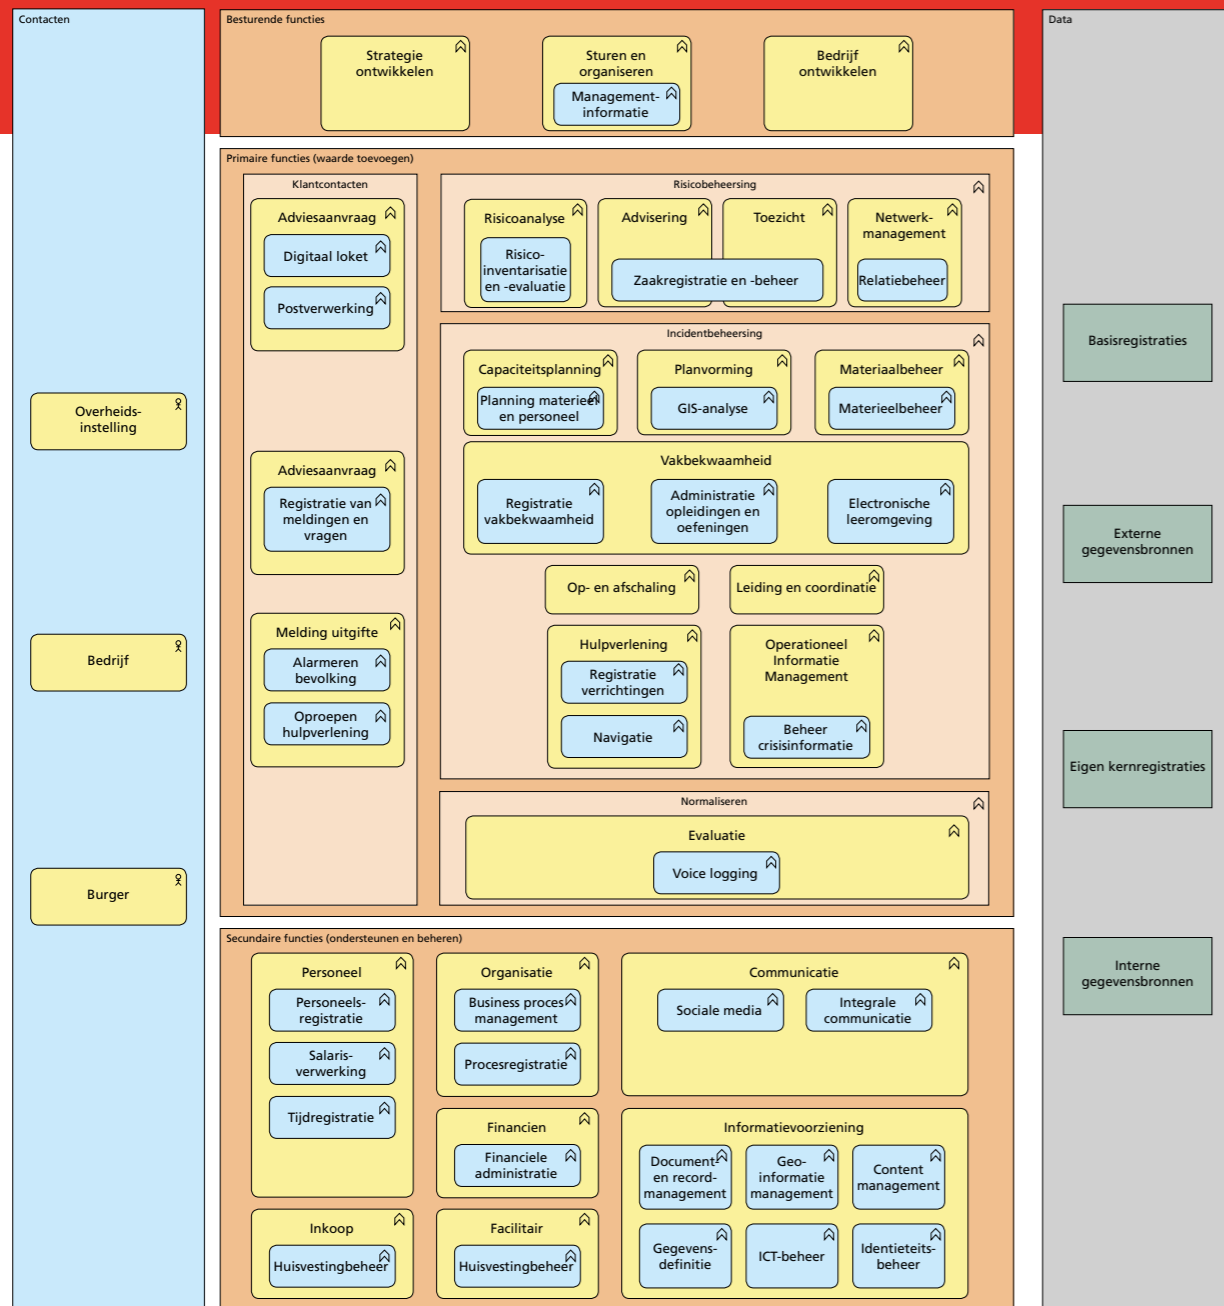 Contacten
Overheids-
instelling
Bedrijf
Burger
Besturende functies
Strategie
ontwikkelen
Sturen en
organiseren
Management-
informatie
Bedrijf
ontwikkelen
Primaire functies (waarde toevoegen)
Klantcontacten
Adviesaanvraag
Digitaal loket
Postverwerking
Adviesaanvraag
Registratie van
meldingen en
vragen
Melding uitgifte
Alarmeren
bevolking
Oproepen
hulpverlening
Risicobeheersing
Risicoanalyse
Risico-
inventarisatie
en -evaluatie
Advisering
Toezicht
Zaakregistratie en -beheer
Netwerk-
management
Relatiebeheer
Incidentbeheersing
Capaciteitsplanning
Planning materieel
en personeel
Planvorming
GIS-analyse
Materiaalbeheer
Materieelbeheer
Vakbekwaamheid
Registratie
vakbekwaamheid
Administratie
opleidingen en
oefeningen
Electronische
leeromgeving
Op- en afschaling
Leiding en coordinatie
Hulpverlening
Registratie
verrichtingen
Navigatie
Operationeel
Informatie
Management
Beheer
crisisinformatie
Normaliseren
Evaluatie
Voice logging
Secundaire functies (ondersteunen en beheren)
Personeel
Personeels-
registratie
Salaris-
verwerking
Tijdregistratie
Organisatie
Business proces
management
Procesregistratie
Communicatie
Sociale media
Integrale
communicatie
Financien
Financiele
administratie
Informatievoorziening
Document-
en record-
management
Geo-
informatie
management
Content
management
Gegevens-
definitie
ICT-beheer
Identieteits-
beheer
Inkoop
Huisvestingbeheer
Facilitair
Huisvestingbeheer
Data
Basisregistraties
Externe
gegevensbronnen
Eigen kernregistraties
Interne
gegevensbronnen